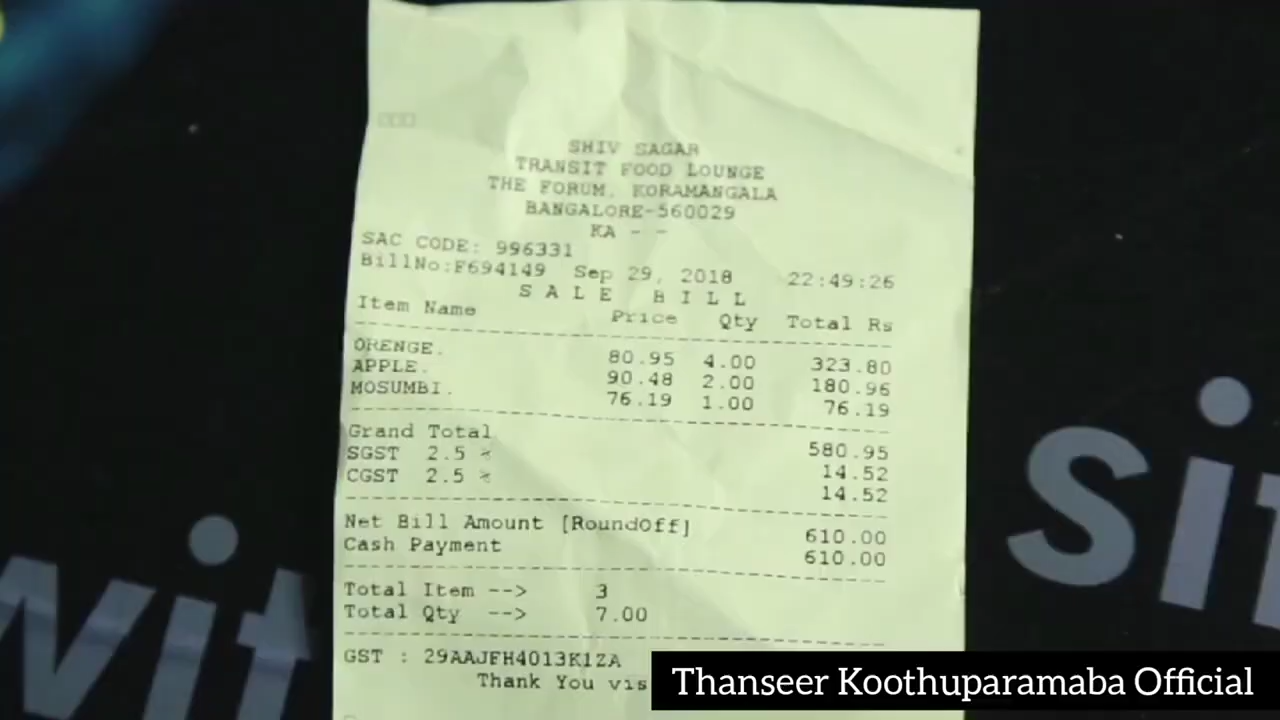 SHIV SAGAR
TRANSIT FOOD LOUNGE
THE FORUM. KORAMANGALA
BANGALORE-560029
KA - -
SAC CODE: 996331
BillNo:F694149 Sep 29, 2018 22:49:26
SALE BILL
Item Name Price Qty Total Rs
ORENGE. 80.95 4.00 323.80
APPLE. 90.48 2.00 180.96
MOSUMBI. 76.19 1.00 76.19
Grand Total 580.95
SGST 2.5 % 14.52
CGST 2.5 % 14.52
Net Bill Amount [RoundOff] 610.00
Cash Payment 610.00
Total Item --> 3
Total Qty --> 7.00
GST : 29AAJFH4013K1ZA
Thank You vis
wit
si
Thanseer Koothuparamaba Official